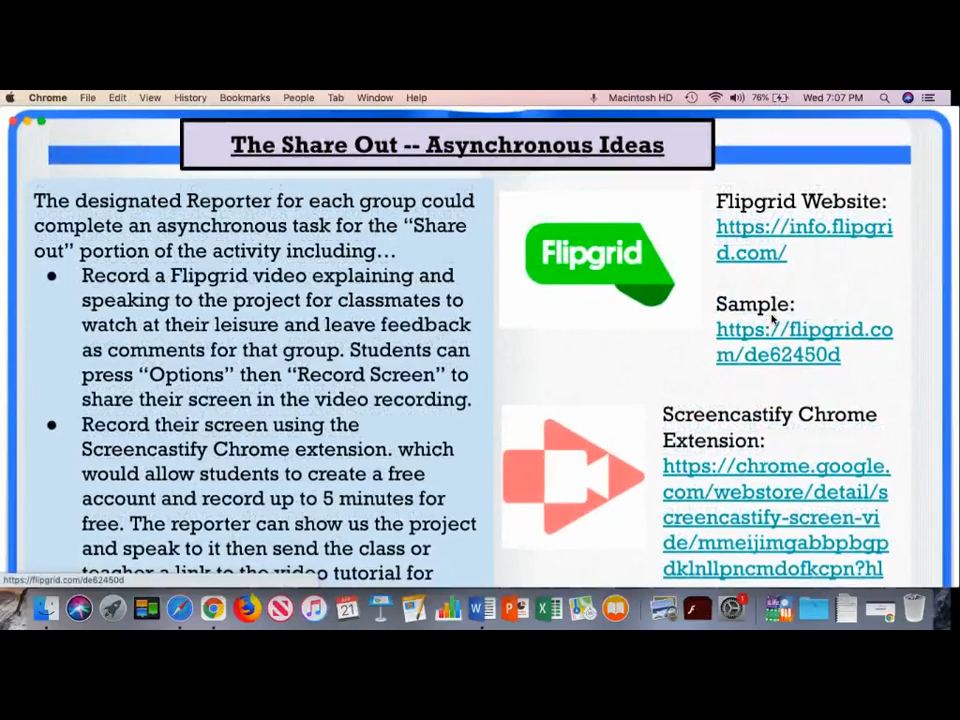 Chrome File Edit View History Bookmarks People Tab Window Help Macintosh HD 76% Wed 7:07 PM
The Share Out -- Asynchronous Ideas
The designated Reporter for each group could
complete an asynchronous task for the “Share
out” portion of the activity including…
● Record a Flipgrid video explaining and
speaking to the project for classmates to
watch at their leisure and leave feedback
as comments for that group. Students can
press “Options” then “Record Screen” to
share their screen in the video recording.
● Record their screen using the
Screencastify Chrome extension. which
would allow students to create a free
account and record up to 5 minutes for
free. The reporter can show us the project
and speak to it then send the class or
teacher a link to the video tutorial for
Flipgrid
Flipgrid Website:
https://info.flipgri
d.com/
Sample:
https://flipgrid.co
m/de62450d
Screencastify Chrome
Extension:
https://chrome.google.
com/webstore/detail/s
creencastify-screen-vi
de/mmeijimgabbpbgp
dklnllpncmdofkcpn?hl
https://flipgrid.com/de62450d
21